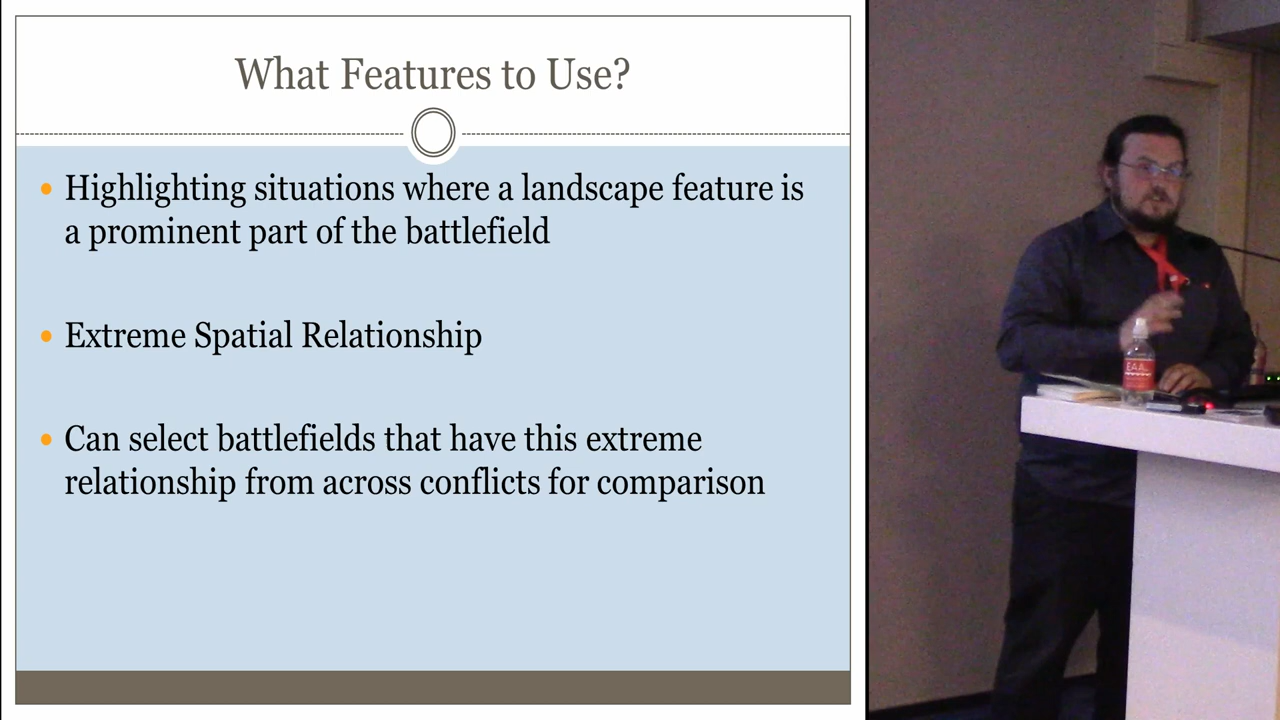 What Features to Use?
Highlighting situations where a landscape feature is
a prominent part of the battlefield
Extreme Spatial Relationship
Can select battlefields that have this extreme
relationship from across conflicts for comparison
EAA